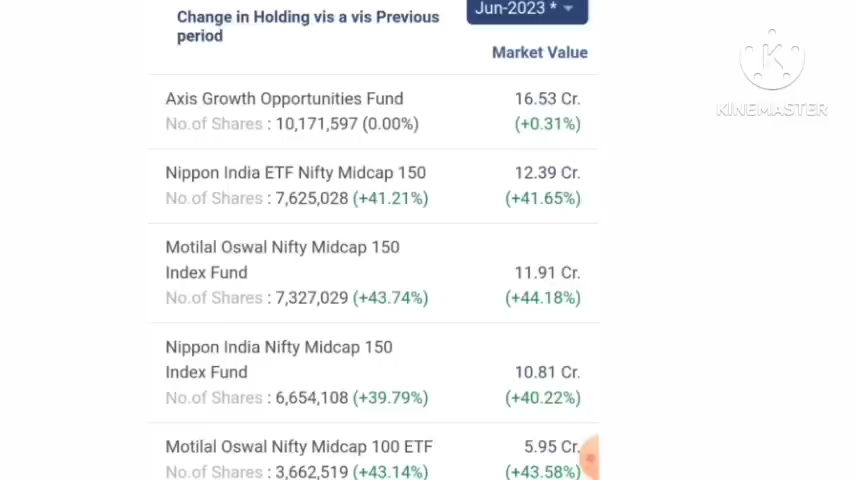 Change in Holding vis a vis Previous period
Jun-2023 *
Market Value
Axis Growth Opportunities Fund 16.53 Cr.
No.of Shares : 10,171,597 (0.00%) (+0.31%)
Nippon India ETF Nifty Midcap 150 12.39 Cr.
No.of Shares : 7,625,028 (+41.21%) (+41.65%)
Motilal Oswal Nifty Midcap 150
Index Fund 11.91 Cr.
No.of Shares : 7,327,029 (+43.74%) (+44.18%)
Nippon India Nifty Midcap 150
Index Fund 10.81 Cr.
No.of Shares : 6,654,108 (+39.79%) (+40.22%)
Motilal Oswal Nifty Midcap 100 ETF 5.95 Cr.
No.of Shares : 3,662,519 (+43.14%) (+43.58%)
K
KINEMASTER